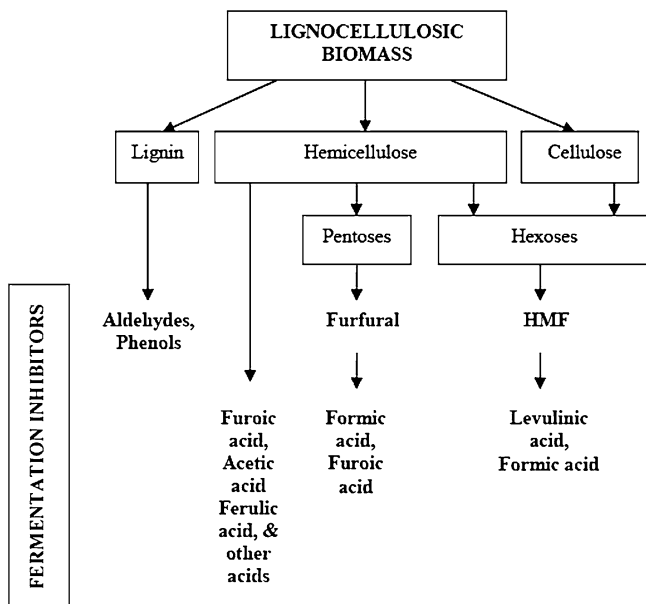 LIGNOCELLULOSIC
BIOMASS
Lignin
Hemicellulose
Cellulose
Pentoses
Hexoses
FERMENTATION INHIBITORS
Aldehydes,
Phenols
Furfural
HMF
Furoic
acid,
Acetic
acid
Ferulic
acid, &
other
acids
Formic
acid,
Furoic
acid
Levulinic
acid,
Formic acid